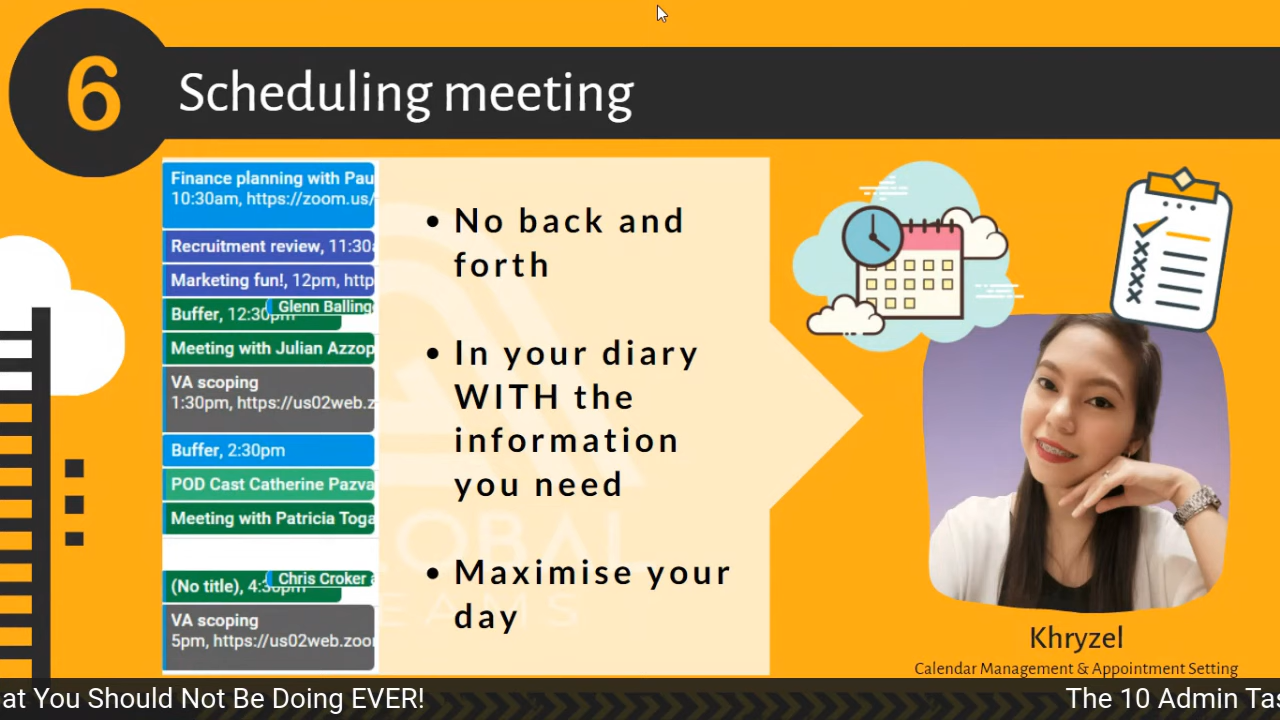 6
Scheduling meeting
Finance planning with Pau
10:30am, https://zoom.us/
Recruitment review, 11:30a
Marketing fun!, 12pm, http
Buffer, 12:30pm
Glenn Balling
Meeting with Julian Azzop
VA scoping
1:30pm, https://us02web.z
Buffer, 2:30pm
POD Cast Catherine Pazva
Meeting with Patricia Toga
(No title), 4:30pm
Chris Croker a
VA scoping
5pm, https://us02web.zoo
• No back and
forth
• In your diary
WITH the
information
you need
• Maximise your
day
GLOBAL
TEAMS
Khryzel
Calendar Management & Appointment Setting
at You Should Not Be Doing EVER!
The 10 Admin Tas